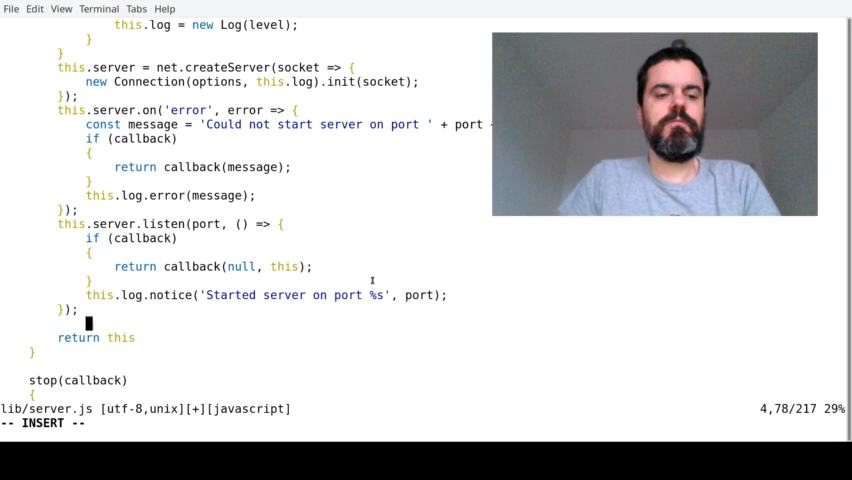 File Edit View Terminal Tabs Help
this.log = new Log(level);
}
}
this.server = net.createServer(socket => {
new Connection(options, this.log).init(socket);
});
this.server.on('error', error => {
const message = 'Could not start server on port ' + port
if (callback)
{
return callback(message);
}
this.log.error(message);
});
this.server.listen(port, () => {
if (callback)
{
return callback(null, this);
}
this.log.notice('Started server on port %s', port);
});
return this
}
stop(callback)
{
lib/server.js [utf-8,unix][+][javascript] 4,78/217 29%
-- INSERT --